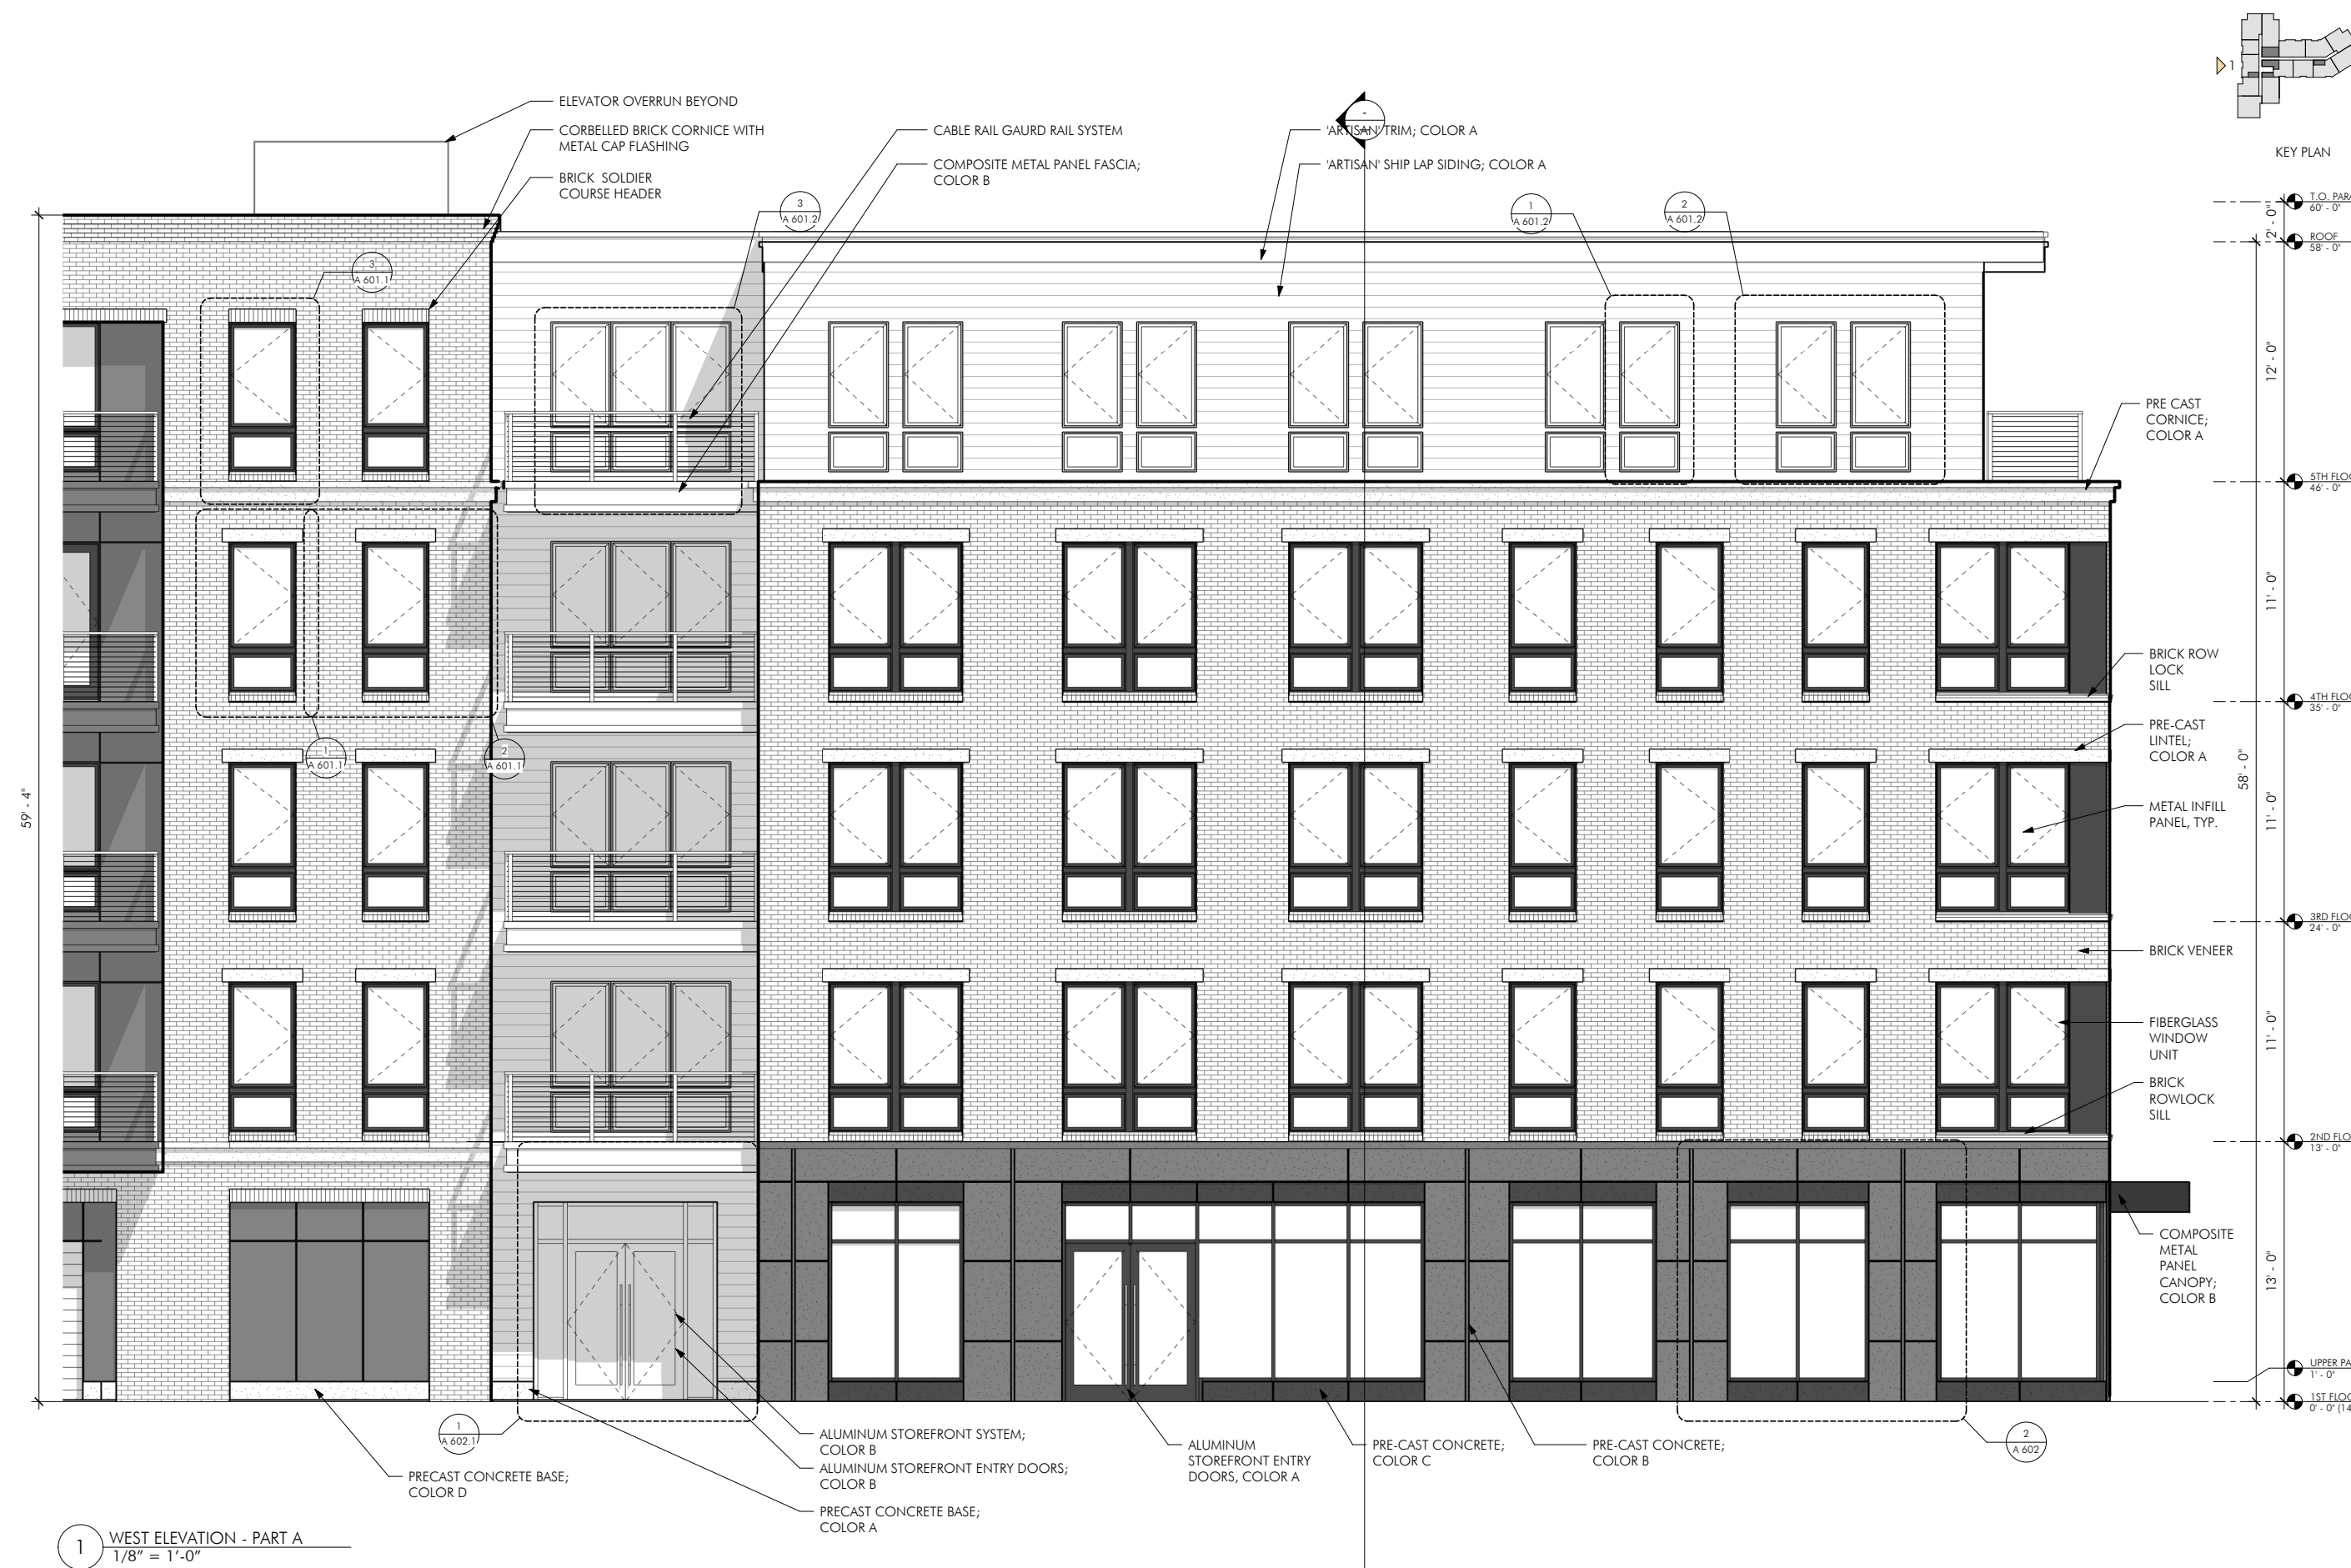 1
KEY PLAN
ELEVATOR OVERRUN BEYOND
CORBELLED BRICK CORNICE WITH
METAL CAP FLASHING
BRICK SOLDIER
COURSE HEADER
CABLE RAIL GAURD RAIL SYSTEM
COMPOSITE METAL PANEL FASCIA;
COLOR B
-
'ARTISAN' TRIM; COLOR A
'ARTISAN' SHIP LAP SIDING; COLOR A
3
A 601.2
1
A 601.2
2
A 601.2
3
A 601.1
T.O. PAR
60' - 0"
2' - 0"
ROOF
58' - 0"
12' - 0"
PRE CAST
CORNICE;
COLOR A
5TH FLO
46' - 0"
11' - 0"
BRICK ROW
LOCK
SILL
4TH FLO
35' - 0"
PRE-CAST
LINTEL;
COLOR A
1
A 601.1
2
A 601.1
59' - 4"
58' - 0"
METAL INFILL
PANEL, TYP.
11' - 0"
3RD FLO
24' - 0"
BRICK VENEER
FIBERGLASS
WINDOW
UNIT
11' - 0"
BRICK
ROWLOCK
SILL
2ND FLO
13' - 0"
COMPOSITE
METAL
PANEL
CANOPY;
COLOR B
13' - 0"
UPPER PA
1' - 0"
1ST FLO
0' - 0" (14
1
A 602.1
2
A 602
ALUMINUM STOREFRONT SYSTEM;
COLOR B
ALUMINUM STOREFRONT ENTRY DOORS;
COLOR B
PRECAST CONCRETE BASE;
COLOR A
PRECAST CONCRETE BASE;
COLOR D
ALUMINUM
STOREFRONT ENTRY
DOORS, COLOR A
PRE-CAST CONCRETE;
COLOR C
PRE-CAST CONCRETE;
COLOR B
1
WEST ELEVATION - PART A
1/8" = 1'-0"